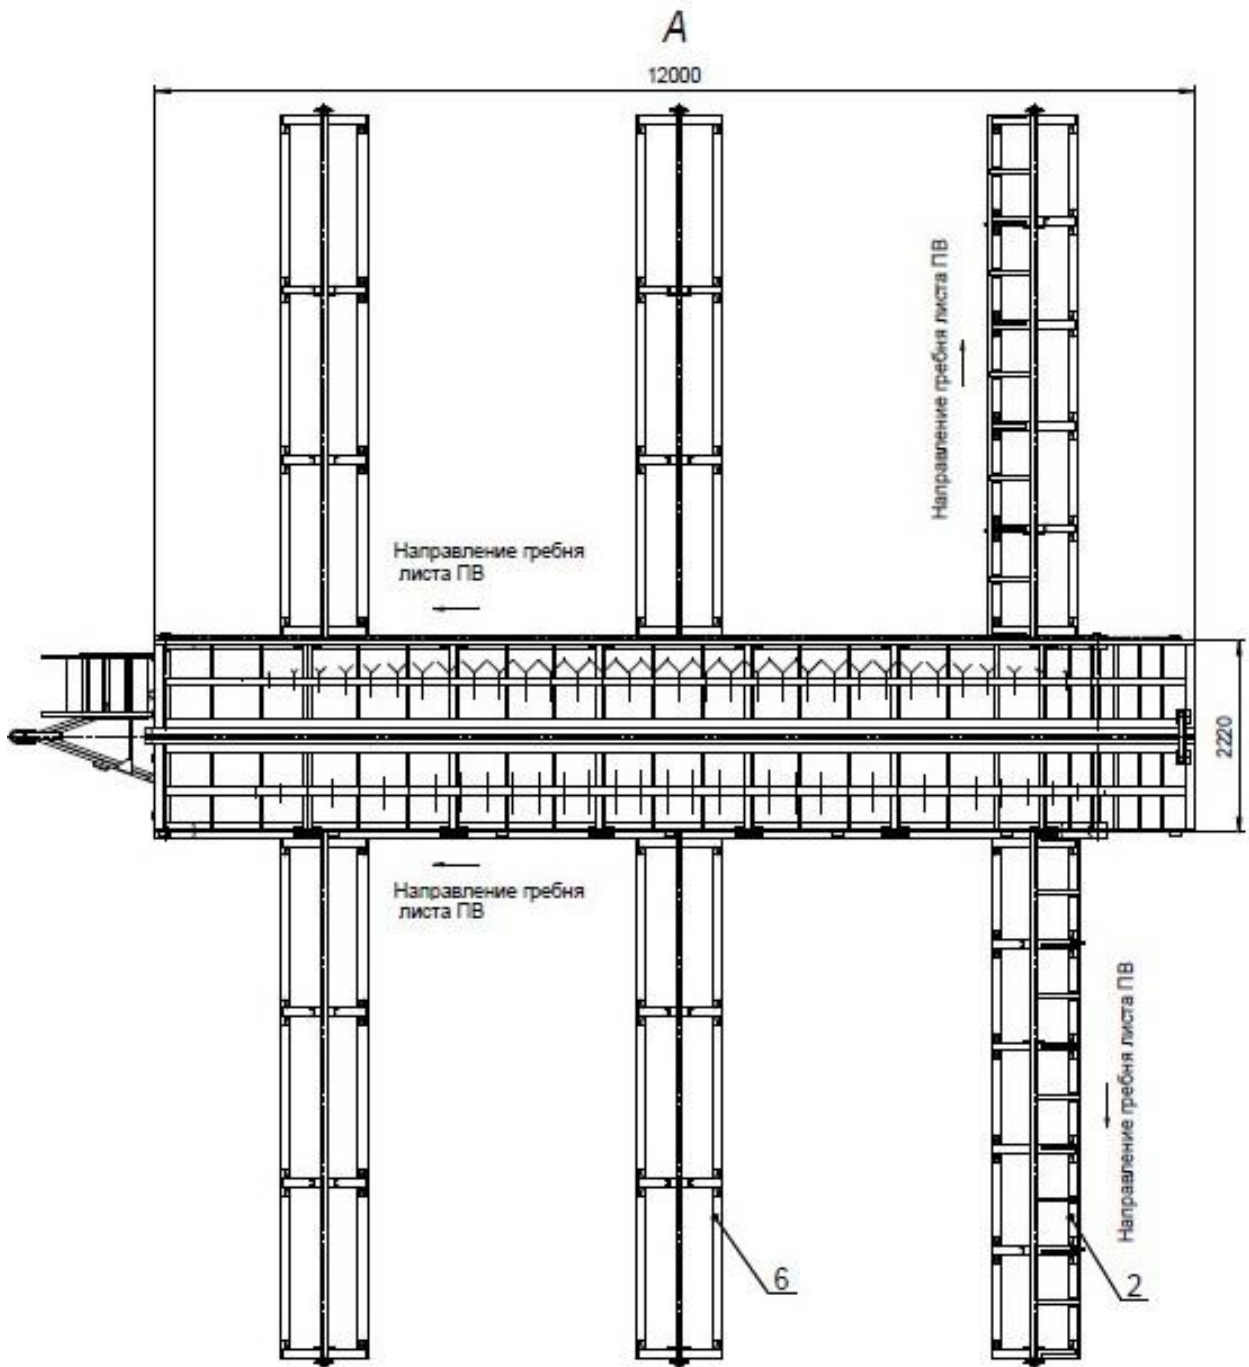 А
12000
Направление гребня листа ПВ
Направление гребня
листа ПВ
2220
Направление гребня
листа ПВ
Направление гребня листа ПВ
6
2